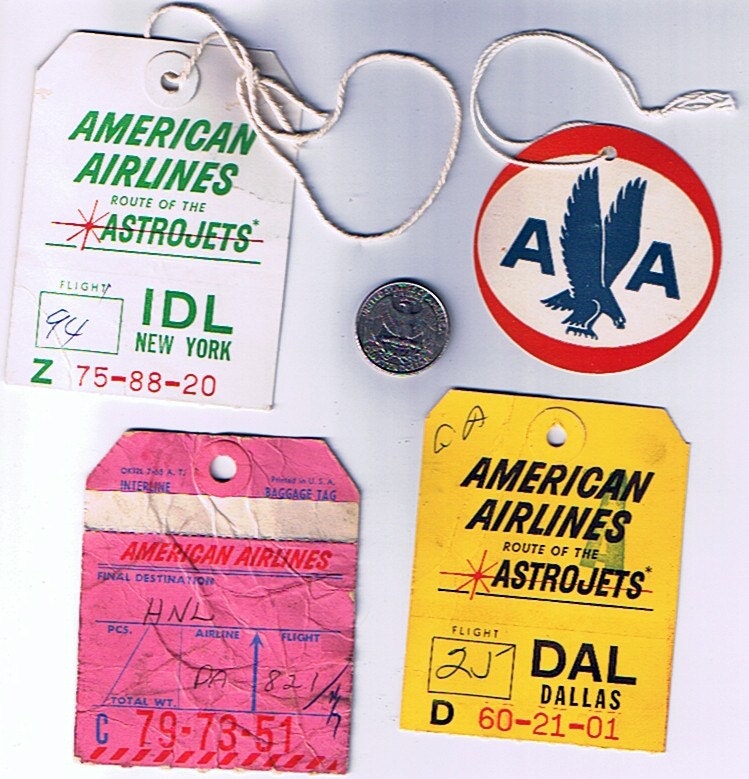 AMERICAN
AIRLINES
ROUTE OF THE
ASTROJETS*
FLIGHT
94
IDL
NEW YORK
Z 75-88-20
A A
INTERLINE
Printed in U.S.A.
BAGGAGE TAG
AMERICAN AIRLINES
FINAL DESTINATION
HNL
PCS. AIRLINE FLIGHT
821
TOTAL WT.
C 79-73-51
AMERICAN
AIRLINES
ROUTE OF THE
ASTROJETS*
FLIGHT
DAL
DALLAS
D 60-21-01